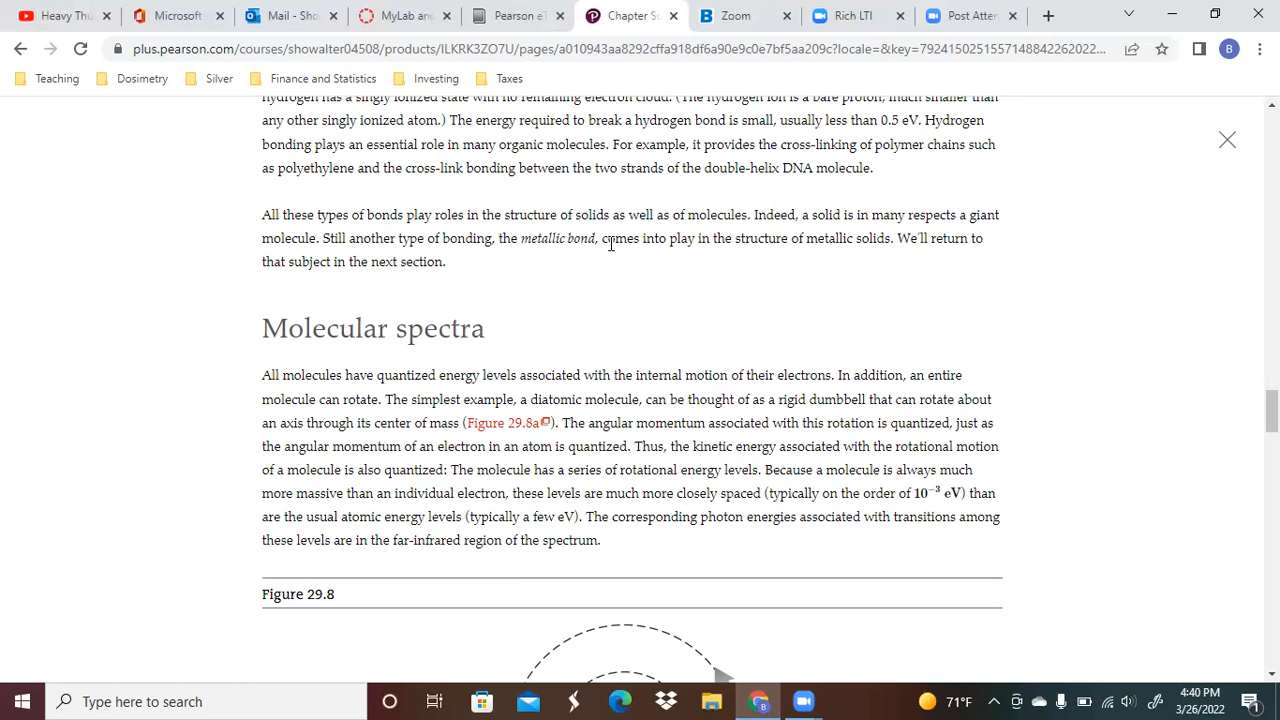 Heavy Thu
Microsoft
Mail - Sho
MyLab an
Pearson eT
Chapter S
Zoom
Rich LTI
Post Atte
plus.pearson.com/courses/showalter04508/products/ILKRK3ZO7U/pages/a010943aa8292cffa918df6a90e9c0e7bf5aa209c?locale=&key=79241502515571488422622022...
B
Teaching
Dosimetry
Silver
Finance and Statistics
Investing
Taxes
hydrogen has a singly ionized state with no remaining electron cloud. (The hydrogen ion is a bare proton, much smaller than
any other singly ionized atom.) The energy required to break a hydrogen bond is small, usually less than 0.5 eV. Hydrogen
bonding plays an essential role in many organic molecules. For example, it provides the cross-linking of polymer chains such
as polyethylene and the cross-link bonding between the two strands of the double-helix DNA molecule.
All these types of bonds play roles in the structure of solids as well as of molecules. Indeed, a solid is in many respects a giant
molecule. Still another type of bonding, the metallic bond, comes into play in the structure of metallic solids. We'll return to
that subject in the next section.
Molecular spectra
All molecules have quantized energy levels associated with the internal motion of their electrons. In addition, an entire
molecule can rotate. The simplest example, a diatomic molecule, can be thought of as a rigid dumbbell that can rotate about
an axis through its center of mass (Figure 29.8a). The angular momentum associated with this rotation is quantized, just as
the angular momentum of an electron in an atom is quantized. Thus, the kinetic energy associated with the rotational motion
of a molecule is also quantized: The molecule has a series of rotational energy levels. Because a molecule is always much
more massive than an individual electron, these levels are much more closely spaced (typically on the order of 10⁻³ eV) than
are the usual atomic energy levels (typically a few eV). The corresponding photon energies associated with transitions among
these levels are in the far-infrared region of the spectrum.
Figure 29.8
Type here to search
71°F
4:40 PM
3/26/2022